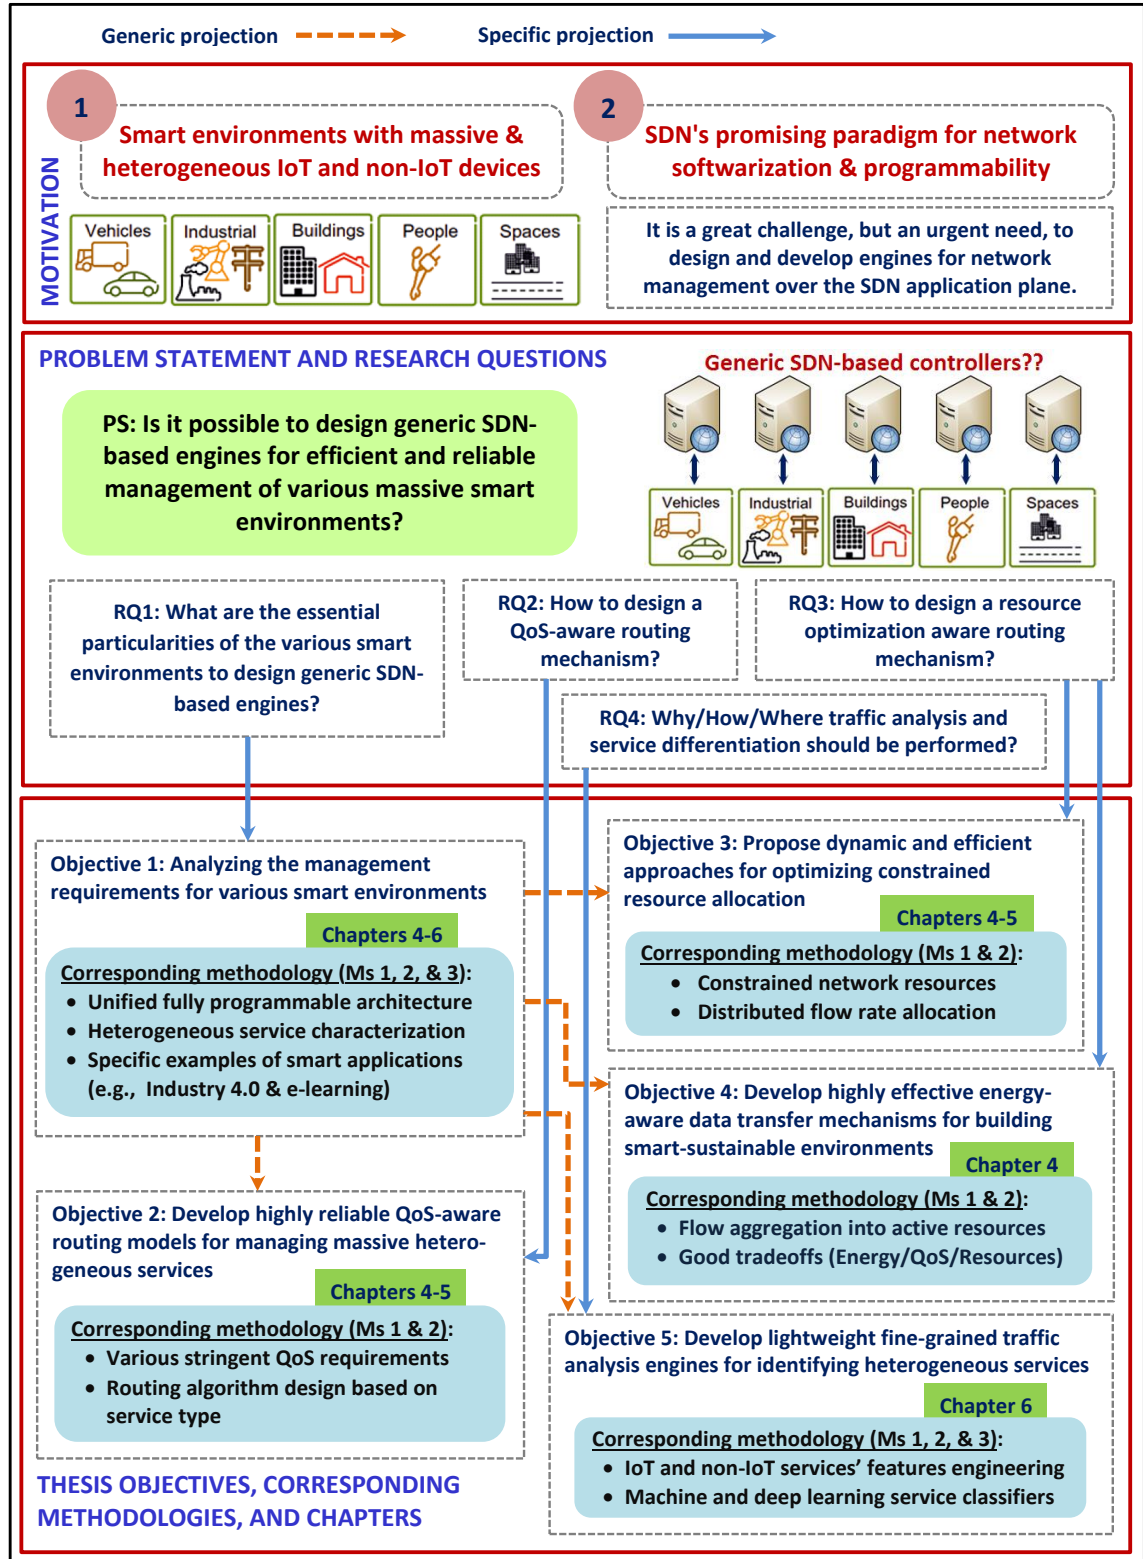 Generic projection
Specific projection
1
Smart environments with massive &
heterogeneous IoT and non-IoT devices
2
SDN's promising paradigm for network
softwarization & programmability
MOTIVATION
Vehicles
Industrial
Buildings
People
Spaces
It is a great challenge, but an urgent need, to
design and develop engines for network
management over the SDN application plane.
PROBLEM STATEMENT AND RESEARCH QUESTIONS
Generic SDN-based controllers??
PS: Is it possible to design generic SDN-
based engines for efficient and reliable
management of various massive smart
environments?
Vehicles
Industrial
Buildings
People
Spaces
RQ1: What are the essential
particularities of the various smart
environments to design generic SDN-
based engines?
RQ2: How to design a
QoS-aware routing
mechanism?
RQ3: How to design a resource
optimization aware routing
mechanism?
RQ4: Why/How/Where traffic analysis and
service differentiation should be performed?
Objective 1: Analyzing the management
requirements for various smart environments
Chapters 4-6
Corresponding methodology (Ms 1, 2, & 3):
• Unified fully programmable architecture
• Heterogeneous service characterization
• Specific examples of smart applications
(e.g., Industry 4.0 & e-learning)
Objective 3: Propose dynamic and efficient
approaches for optimizing constrained
resource allocation
Chapters 4-5
Corresponding methodology (Ms 1 & 2):
• Constrained network resources
• Distributed flow rate allocation
Objective 4: Develop highly effective energy-
aware data transfer mechanisms for building
smart-sustainable environments
Chapter 4
Corresponding methodology (Ms 1 & 2):
• Flow aggregation into active resources
• Good tradeoffs (Energy/QoS/Resources)
Objective 2: Develop highly reliable QoS-aware
routing models for managing massive hetero-
geneous services
Chapters 4-5
Corresponding methodology (Ms 1 & 2):
• Various stringent QoS requirements
• Routing algorithm design based on
service type
Objective 5: Develop lightweight fine-grained traffic
analysis engines for identifying heterogeneous services
Chapter 6
Corresponding methodology (Ms 1, 2, & 3):
• IoT and non-IoT services’ features engineering
• Machine and deep learning service classifiers
THESIS OBJECTIVES, CORRESPONDING
METHODOLOGIES, AND CHAPTERS